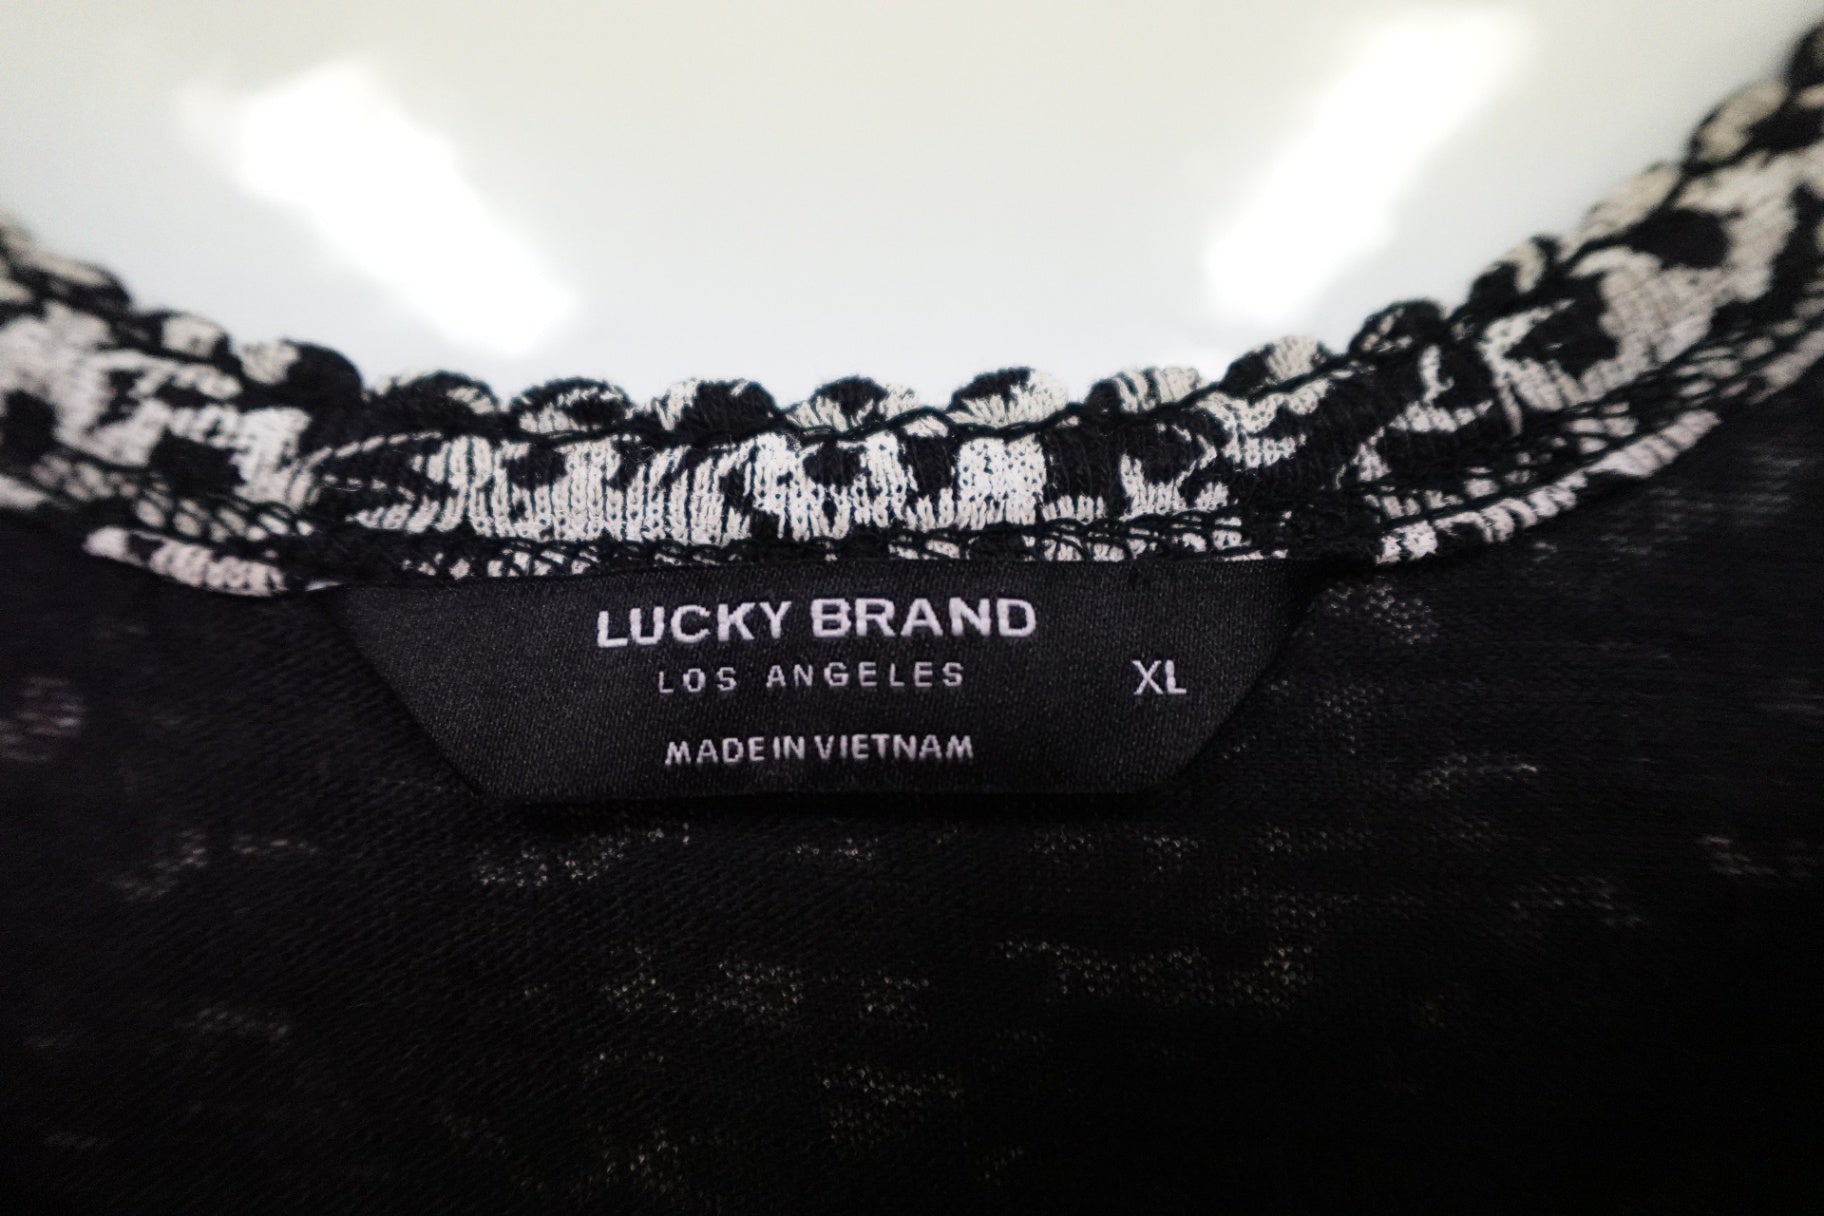 LUCKY BRAND
LOS ANGELES
XL
MADE IN VIETNAM